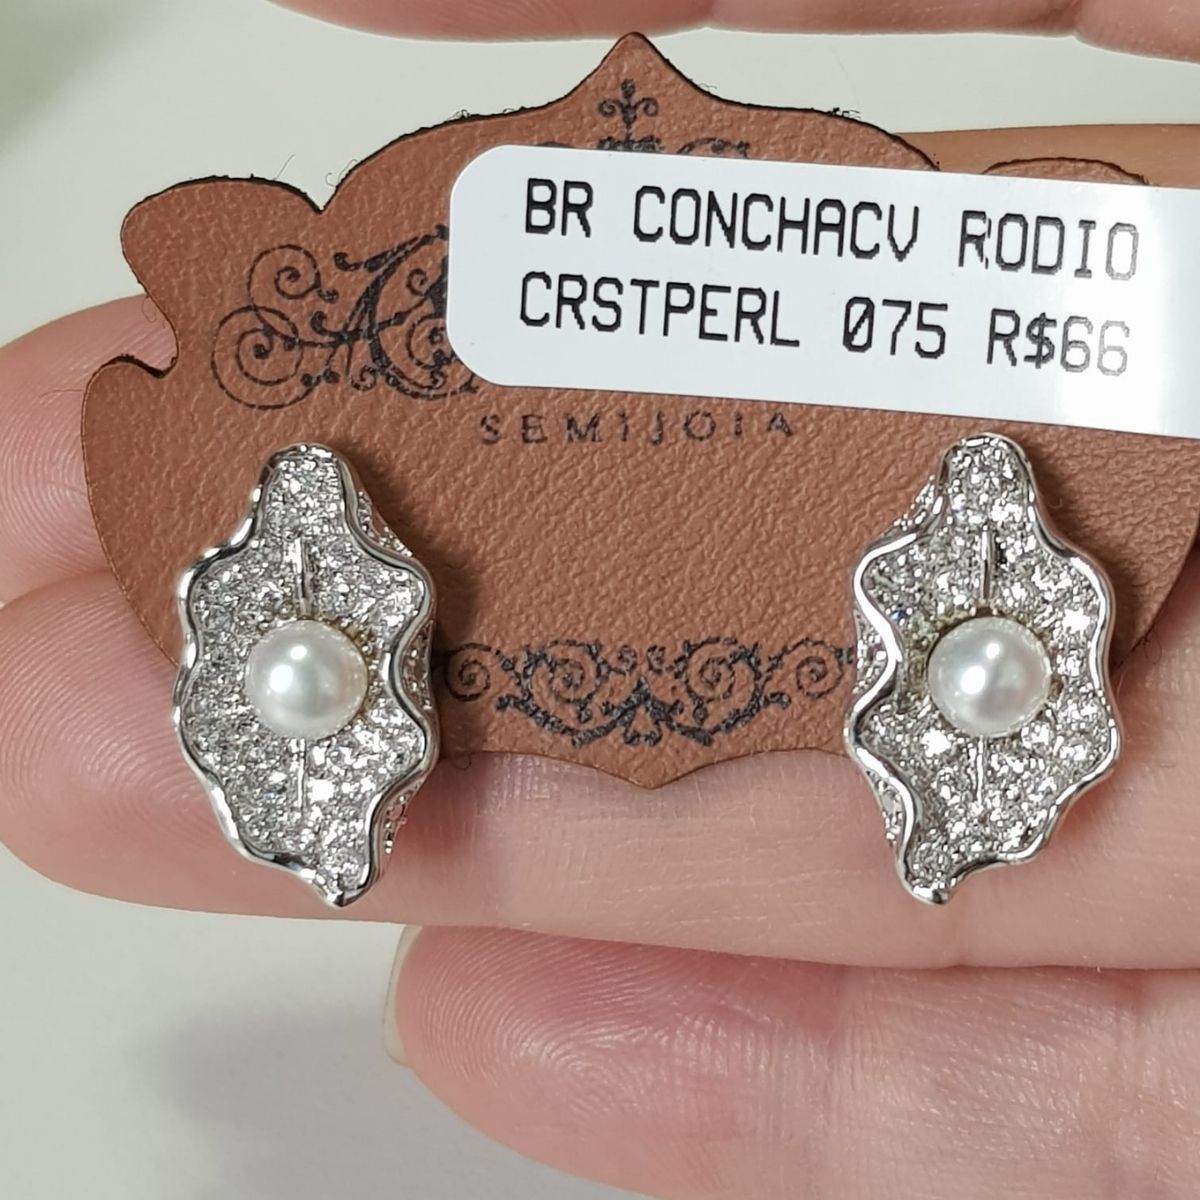 BR CONCHACV RODIO
CRSTPERL 075 R$66
SEMIJOIA